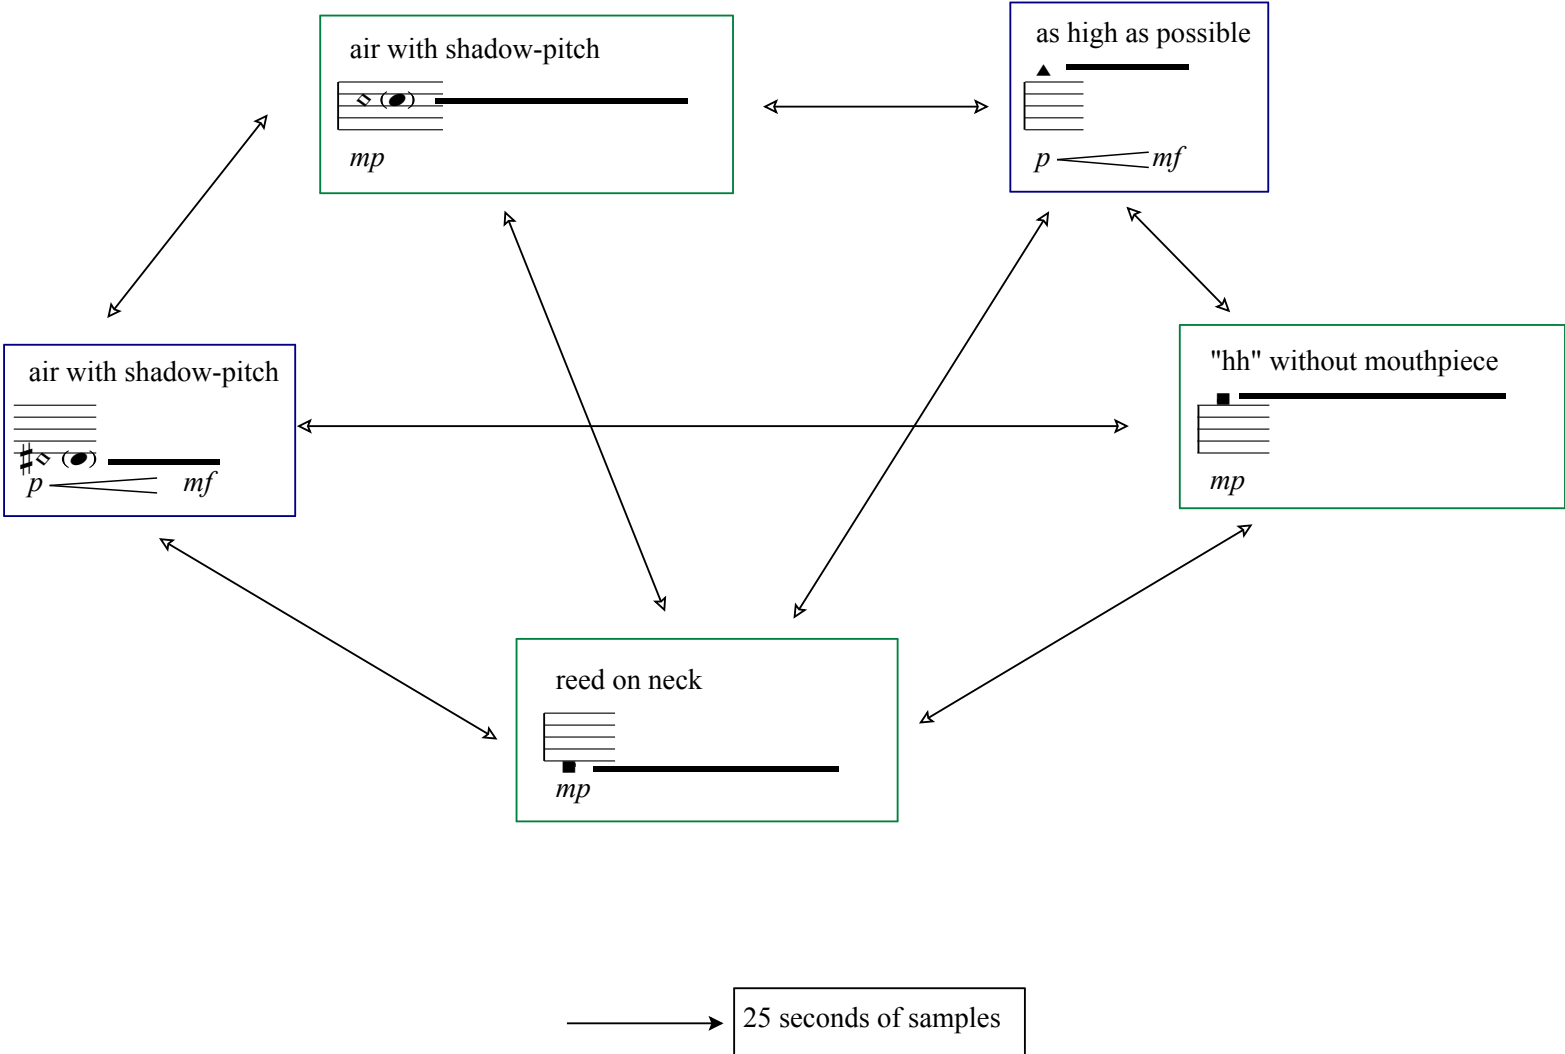 air with shadow-pitch
mp
as high as possible
p mf
air with shadow-pitch
p mf
"hh" without mouthpiece
mp
reed on neck
mp
25 seconds of samples